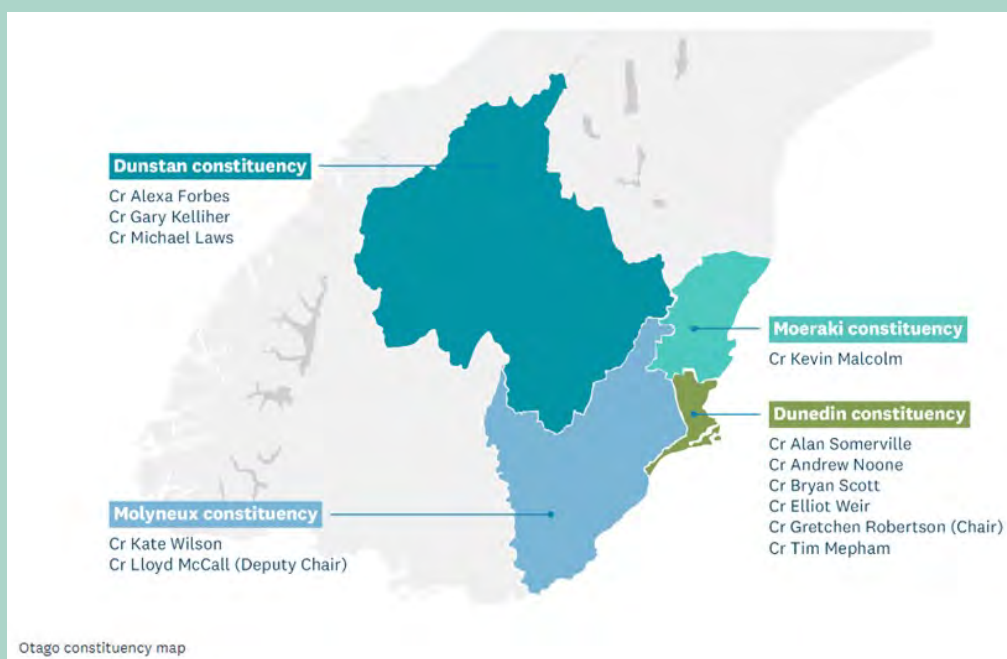 Dunstan constituency
Cr Alexa Forbes
Cr Gary Kelliher
Cr Michael Laws
Moeraki constituency
Cr Kevin Malcolm
Dunedin constituency
Cr Alan Somerville
Cr Andrew Noone
Cr Bryan Scott
Cr Elliot Weir
Cr Gretchen Robertson (Chair)
Cr Tim Mepham
Molyneux constituency
Cr Kate Wilson
Cr Lloyd McCall (Deputy Chair)
Otago constituency map